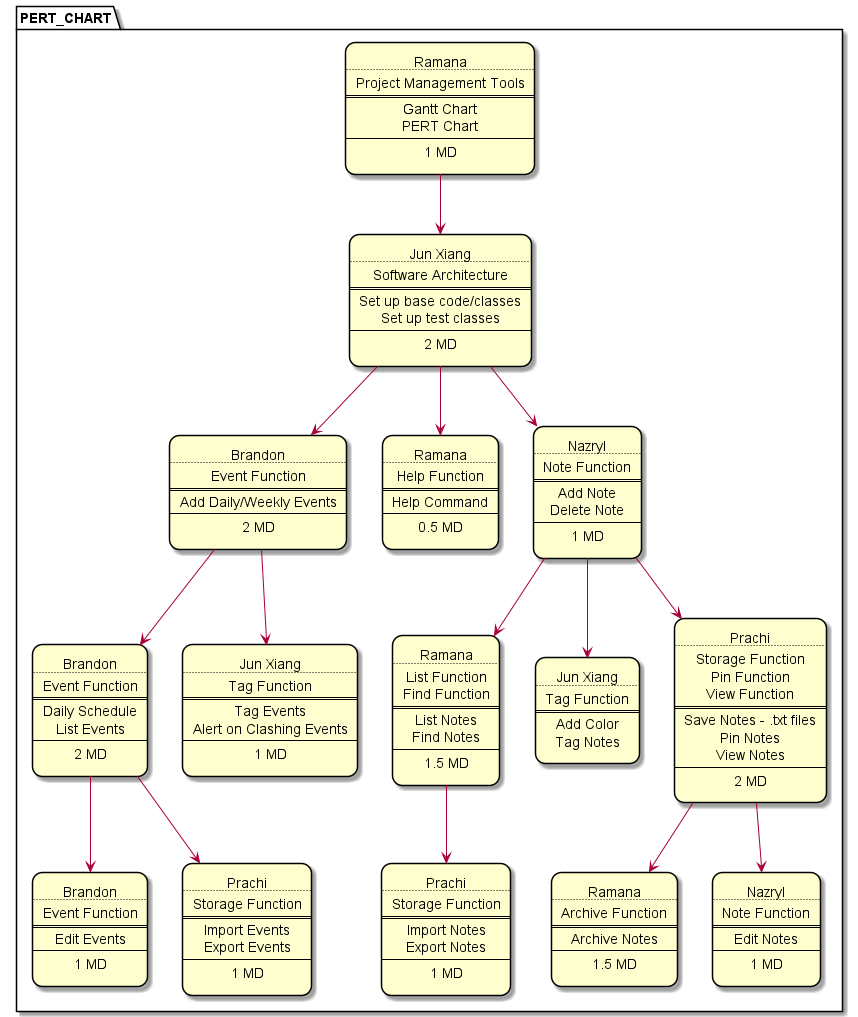 PERT_CHART
Ramana
Project Management Tools
Gantt Chart
PERT Chart
1 MD
Jun Xiang
Software Architecture
Set up base code/classes
Set up test classes
2 MD
Brandon
Event Function
Add Daily/Weekly Events
2 MD
Ramana
Help Function
Help Command
0.5 MD
Nazryl
Note Function
Add Note
Delete Note
1 MD
Brandon
Event Function
Daily Schedule
List Events
2 MD
Jun Xiang
Tag Function
Tag Events
Alert on Clashing Events
1 MD
Ramana
List Function
Find Function
List Notes
Find Notes
1.5 MD
Jun Xiang
Tag Function
Add Color
Tag Notes
Prachi
Storage Function
Pin Function
View Function
Save Notes - .txt files
Pin Notes
View Notes
2 MD
Brandon
Event Function
Edit Events
1 MD
Prachi
Storage Function
Import Events
Export Events
1 MD
Prachi
Storage Function
Import Notes
Export Notes
1 MD
Ramana
Archive Function
Archive Notes
1.5 MD
Nazryl
Note Function
Edit Notes
1 MD